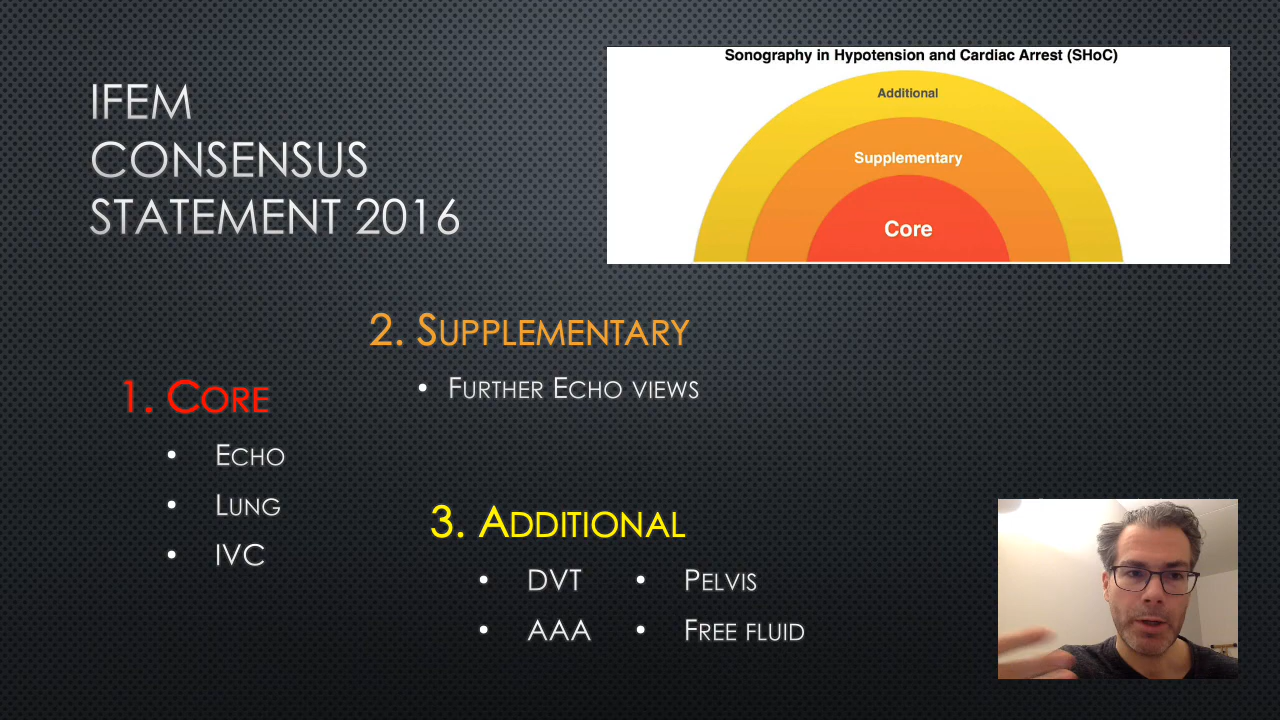 IFEM
CONSENSUS
STATEMENT 2016
Sonography in Hypotension and Cardiac Arrest (SHoC)
Additional
Supplementary
Core
1. CORE
• ECHO
• LUNG
• IVC
2. SUPPLEMENTARY
• FURTHER ECHO VIEWS
3. ADDITIONAL
• DVT
• AAA
• PELVIS
• FREE FLUID